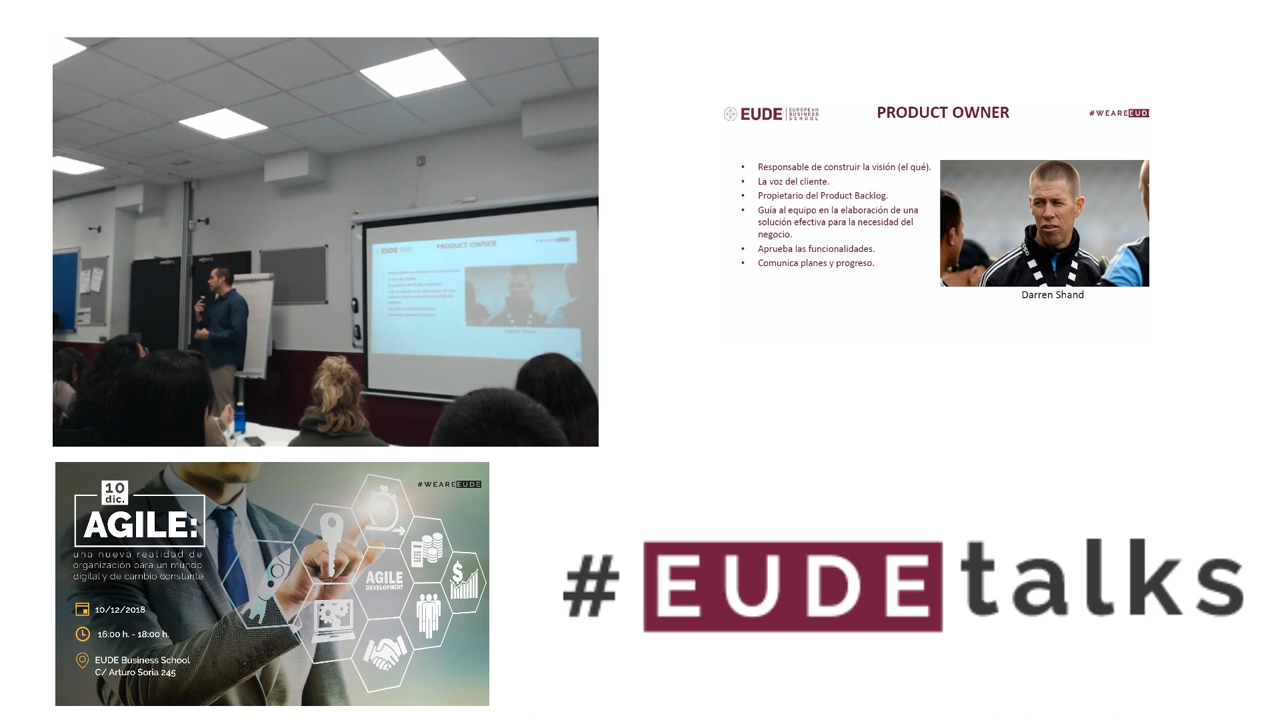 EUDE
PRODUCT OWNER
EUDE EUROPEAN BUSINESS SCHOOL
PRODUCT OWNER
#WEAREEUD
• Responsable de construir la visión (el qué).
• La voz del cliente.
• Propietario del Product Backlog.
• Guía al equipo en la elaboración de una
solución efectiva para la necesidad del
negocio.
• Aprueba las funcionalidades.
• Comunica planes y progreso.
Darren Shand
10
dic.
#WEAREEUDE
AGILE:
una nueva realidad de
organización para un mundo
digital y de cambio constante
AGILE
DEVELOPMENT
10/12/2018
16:00 h. - 18:00 h.
EUDE Business School
C/ Arturo Soria 245
#EUDEtalks